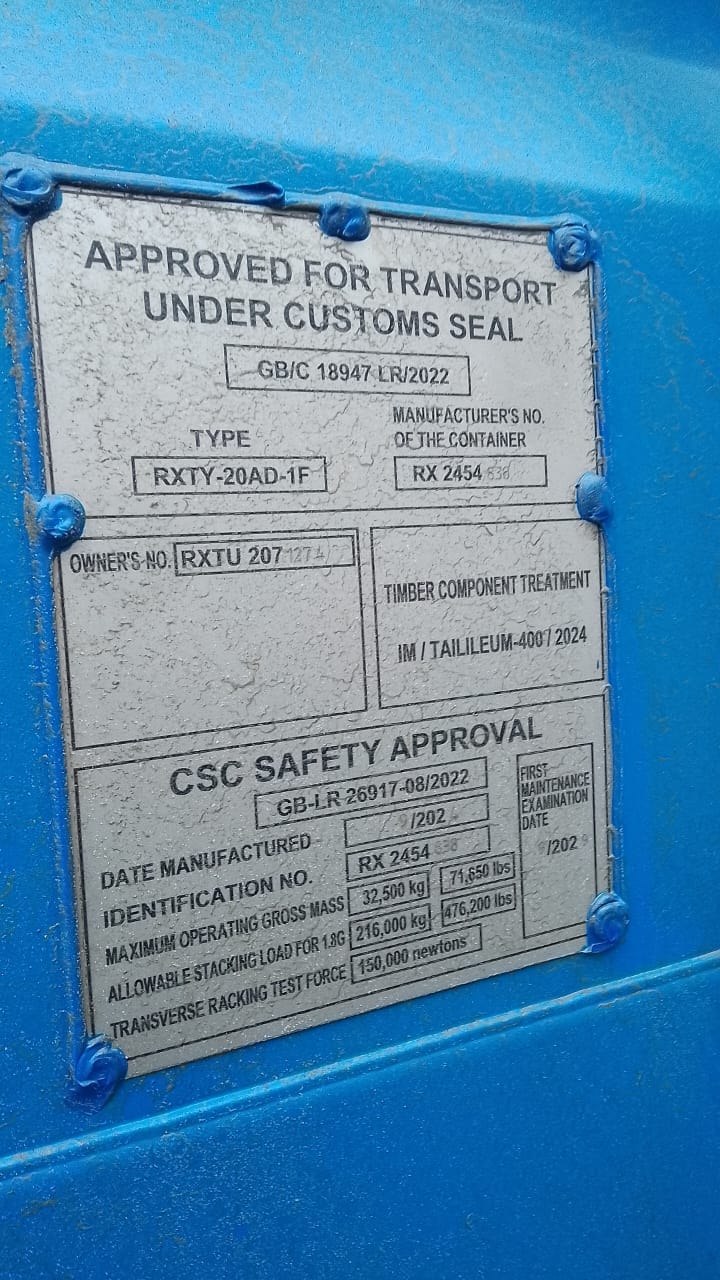 APPROVED FOR TRANSPORT
UNDER CUSTOMS SEAL
GB/C 18947 LR/2022
TYPE
RXTY-20AD-1F
MANUFACTURER'S NO.
OF THE CONTAINER
RX 2454
OWNER'S NO. RXTU 207
TIMBER COMPONENT TREATMENT
IM / TAILILEUM-400 / 2024
CSC SAFETY APPROVAL
GB-LR 26917-08/2022
DATE MANUFACTURED
IDENTIFICATION NO. RX 2454
MAXIMUM OPERATING GROSS MASS 32,500 kg 71,650 lbs
ALLOWABLE STACKING LOAD FOR 1.8G 216,000 kg 476,200 lbs
TRANSVERSE RACKING TEST FORCE 150,000 newtons
FIRST
MAINTENANCE
EXAMINATION
DATE